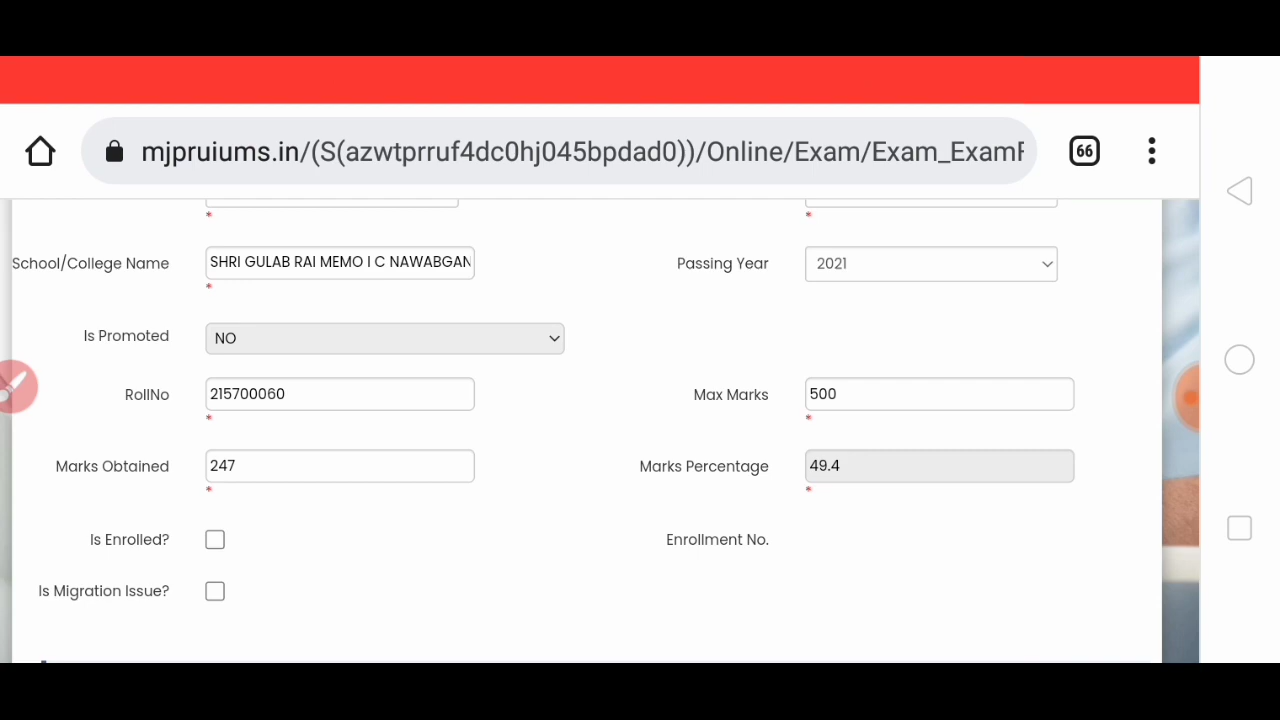 mjpruiums.in/(S(azwtprruf4dc0hj045bpdad0))/Online/Exam/Exam_ExamF
66
*
*
School/College Name
SHRI GULAB RAI MEMO I C NAWABGAN
*
Passing Year
2021
Is Promoted
NO
RollNo
215700060
*
Max Marks
500
*
Marks Obtained
247
*
Marks Percentage
49.4
*
Is Enrolled?
Enrollment No.
Is Migration Issue?